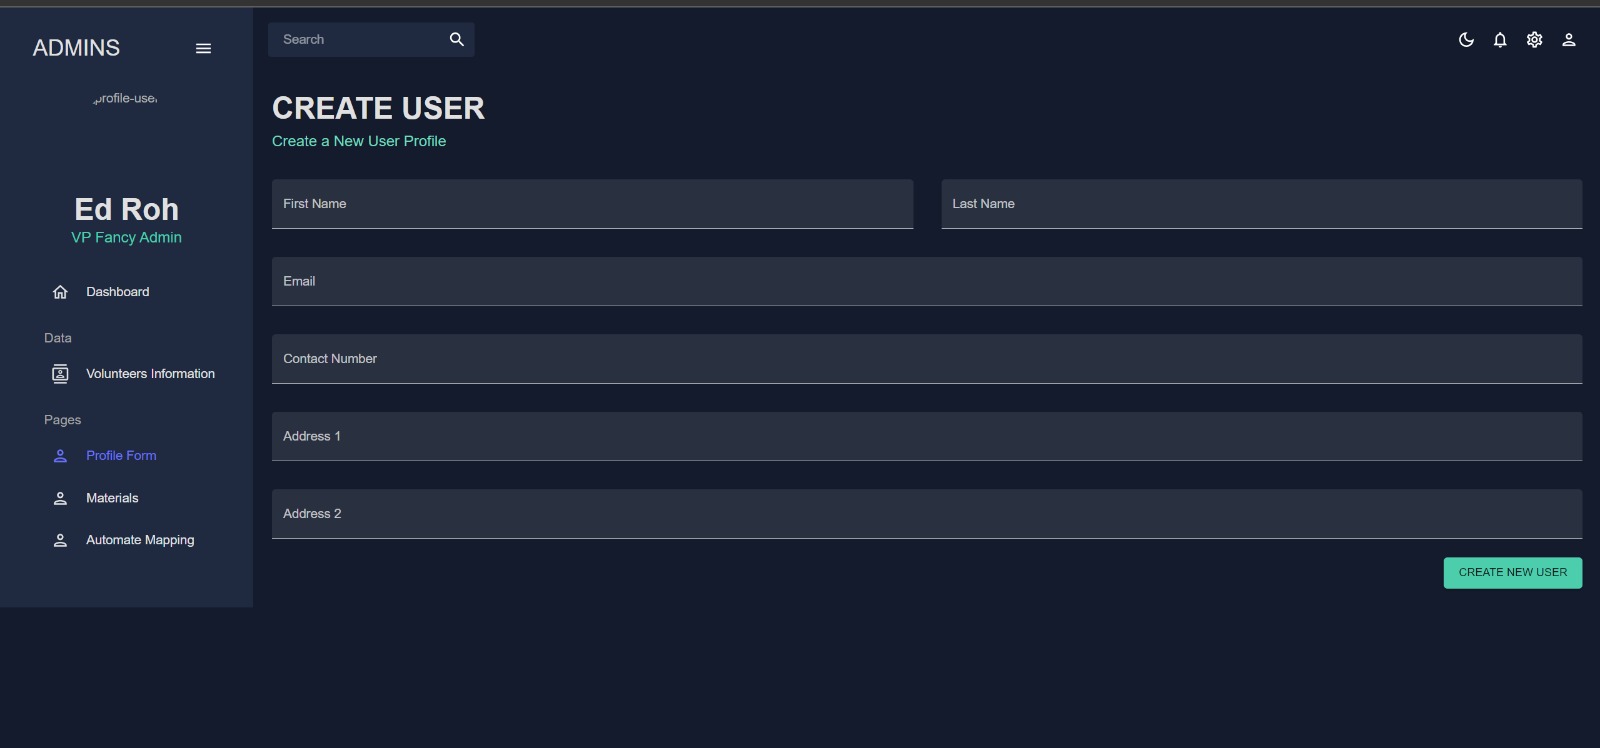 ADMINS
Search
profile-user
Ed Roh
VP Fancy Admin
Dashboard
Data
Volunteers Information
Pages
Profile Form
Materials
Automate Mapping
CREATE USER
Create a New User Profile
First Name
Last Name
Email
Contact Number
Address 1
Address 2
CREATE NEW USER